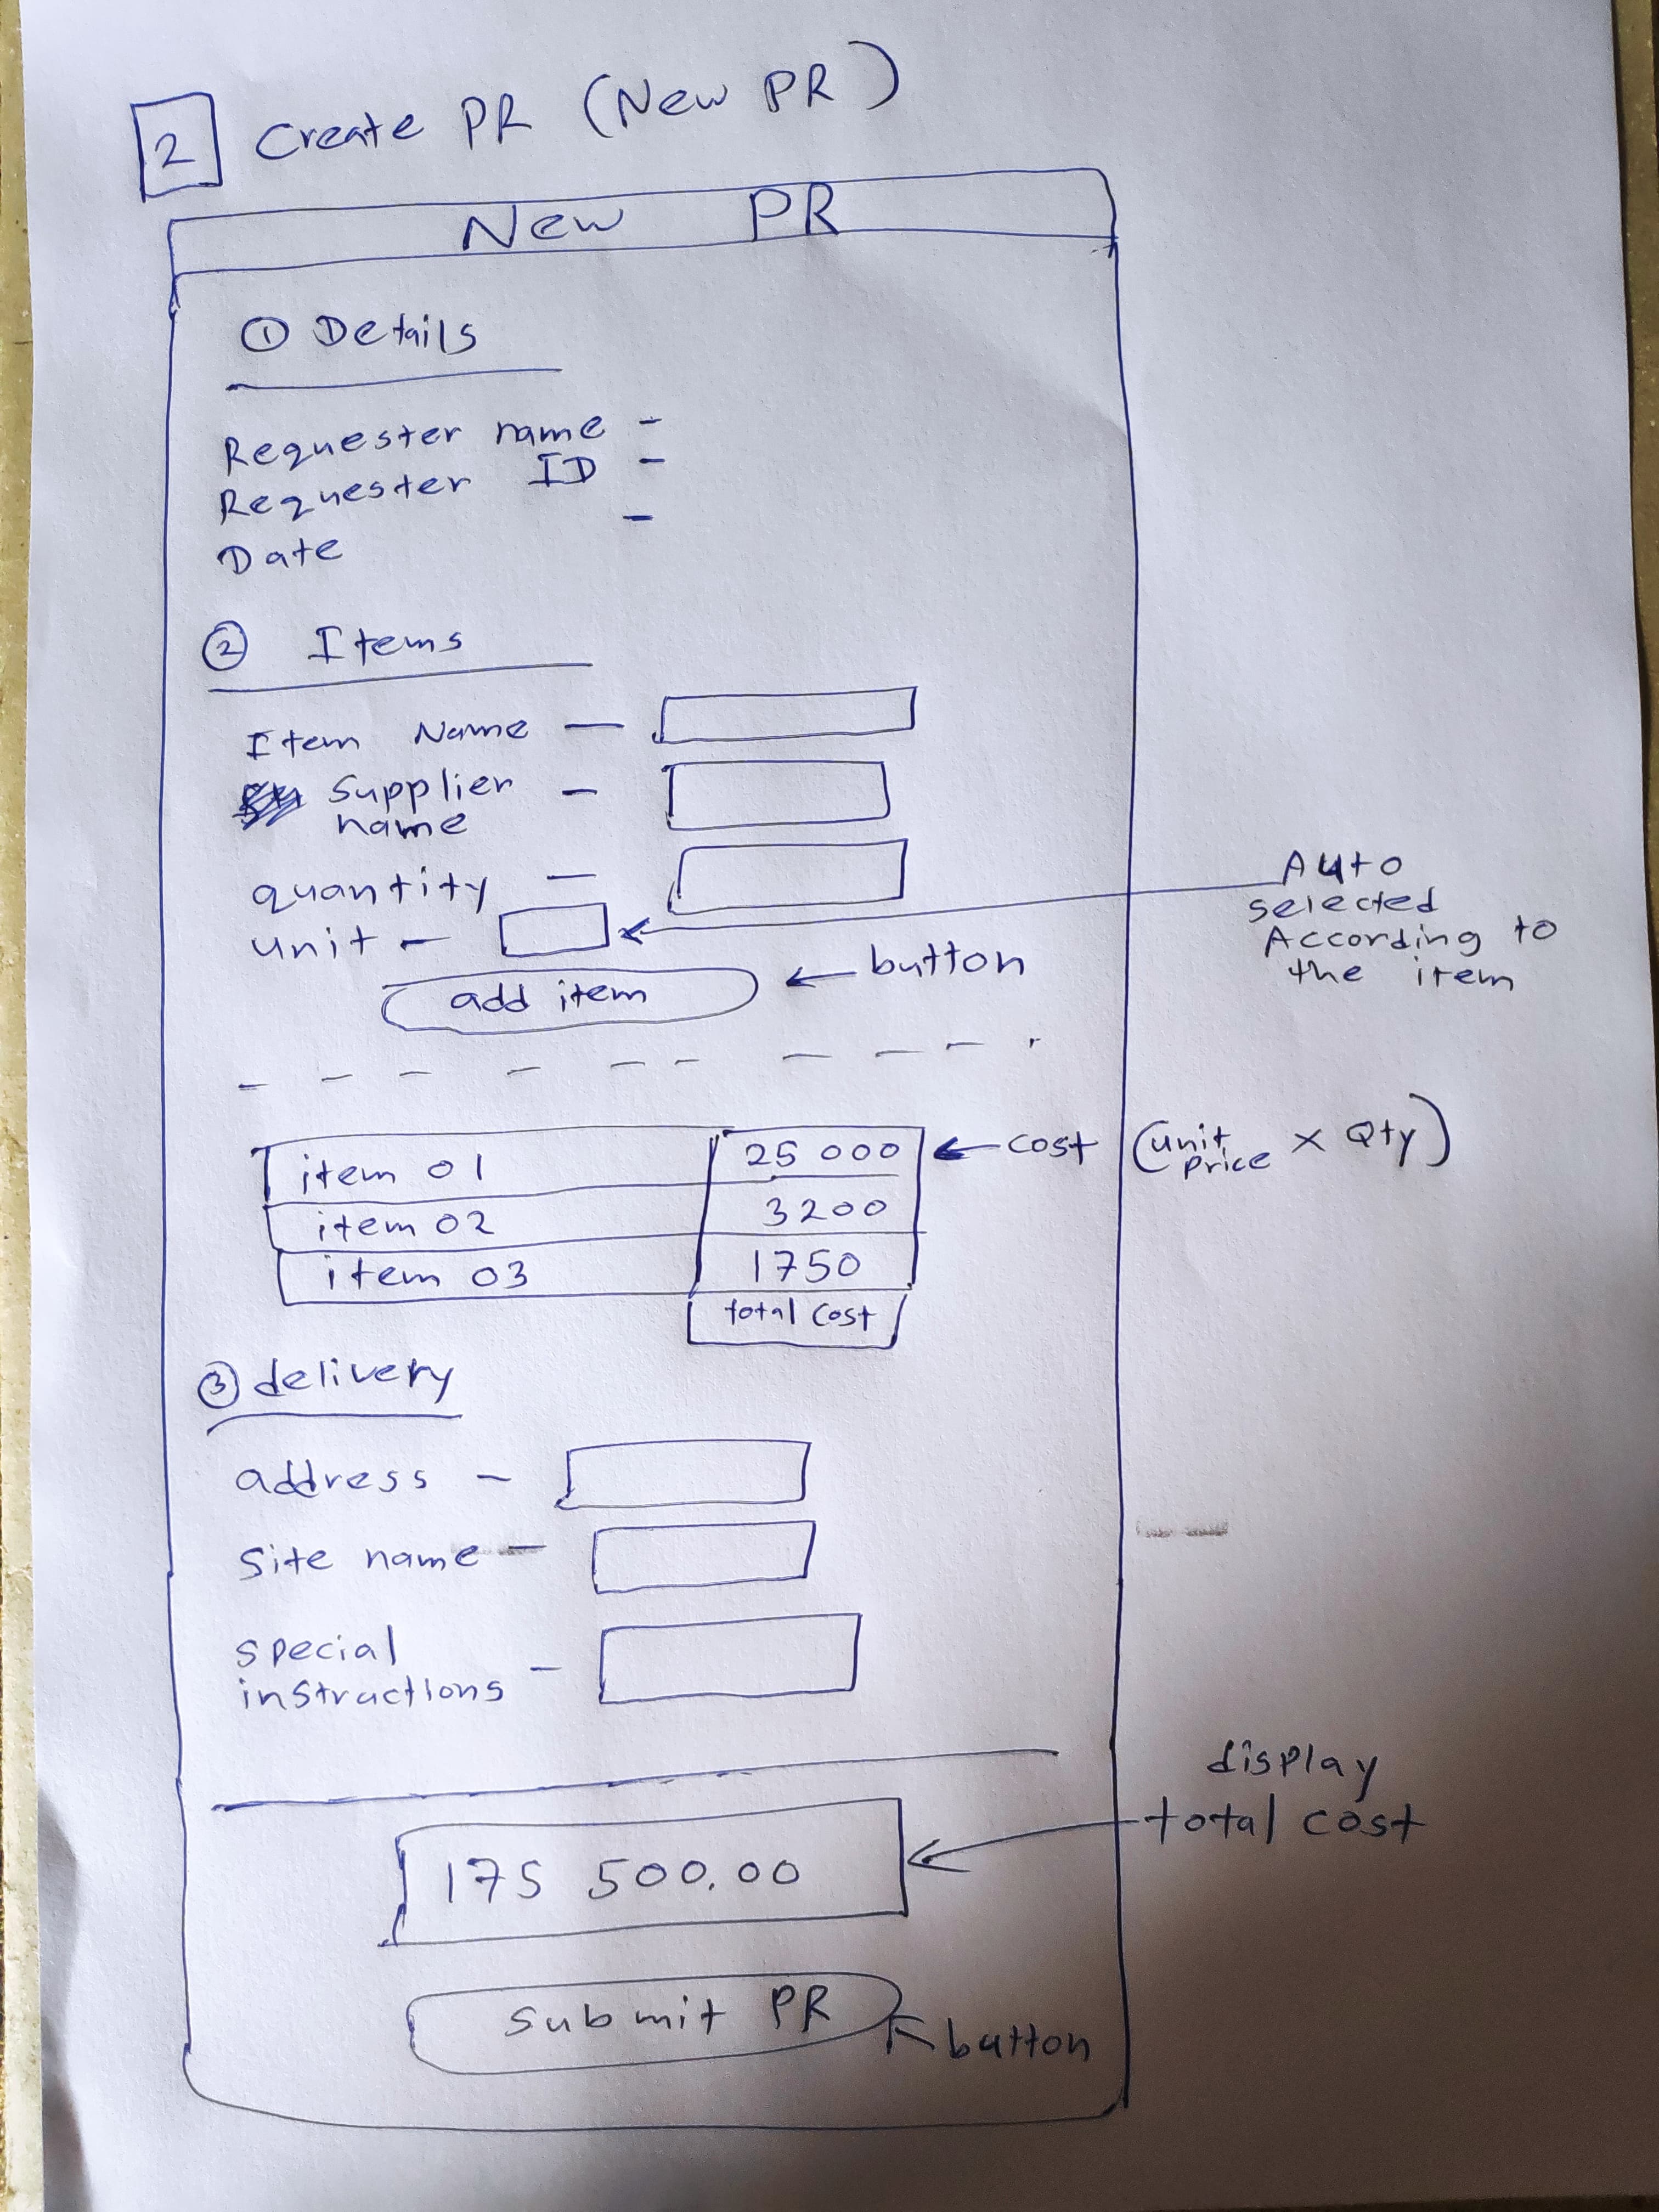 2 Create PR (New PR)
New PR
① Details
Requester name -
Requester ID -
Date -
② Items
Item Name —
Supplier -
name
quantity —
unit -
Auto
selected
According to
the item
add item
← button
item 01 25 000
← cost (unit price × Qty)
item 02 3200
item 03 1750
total cost
③ delivery
address -
Site name -
special
instructions -
display
total cost
175 500.00
submit PR
button